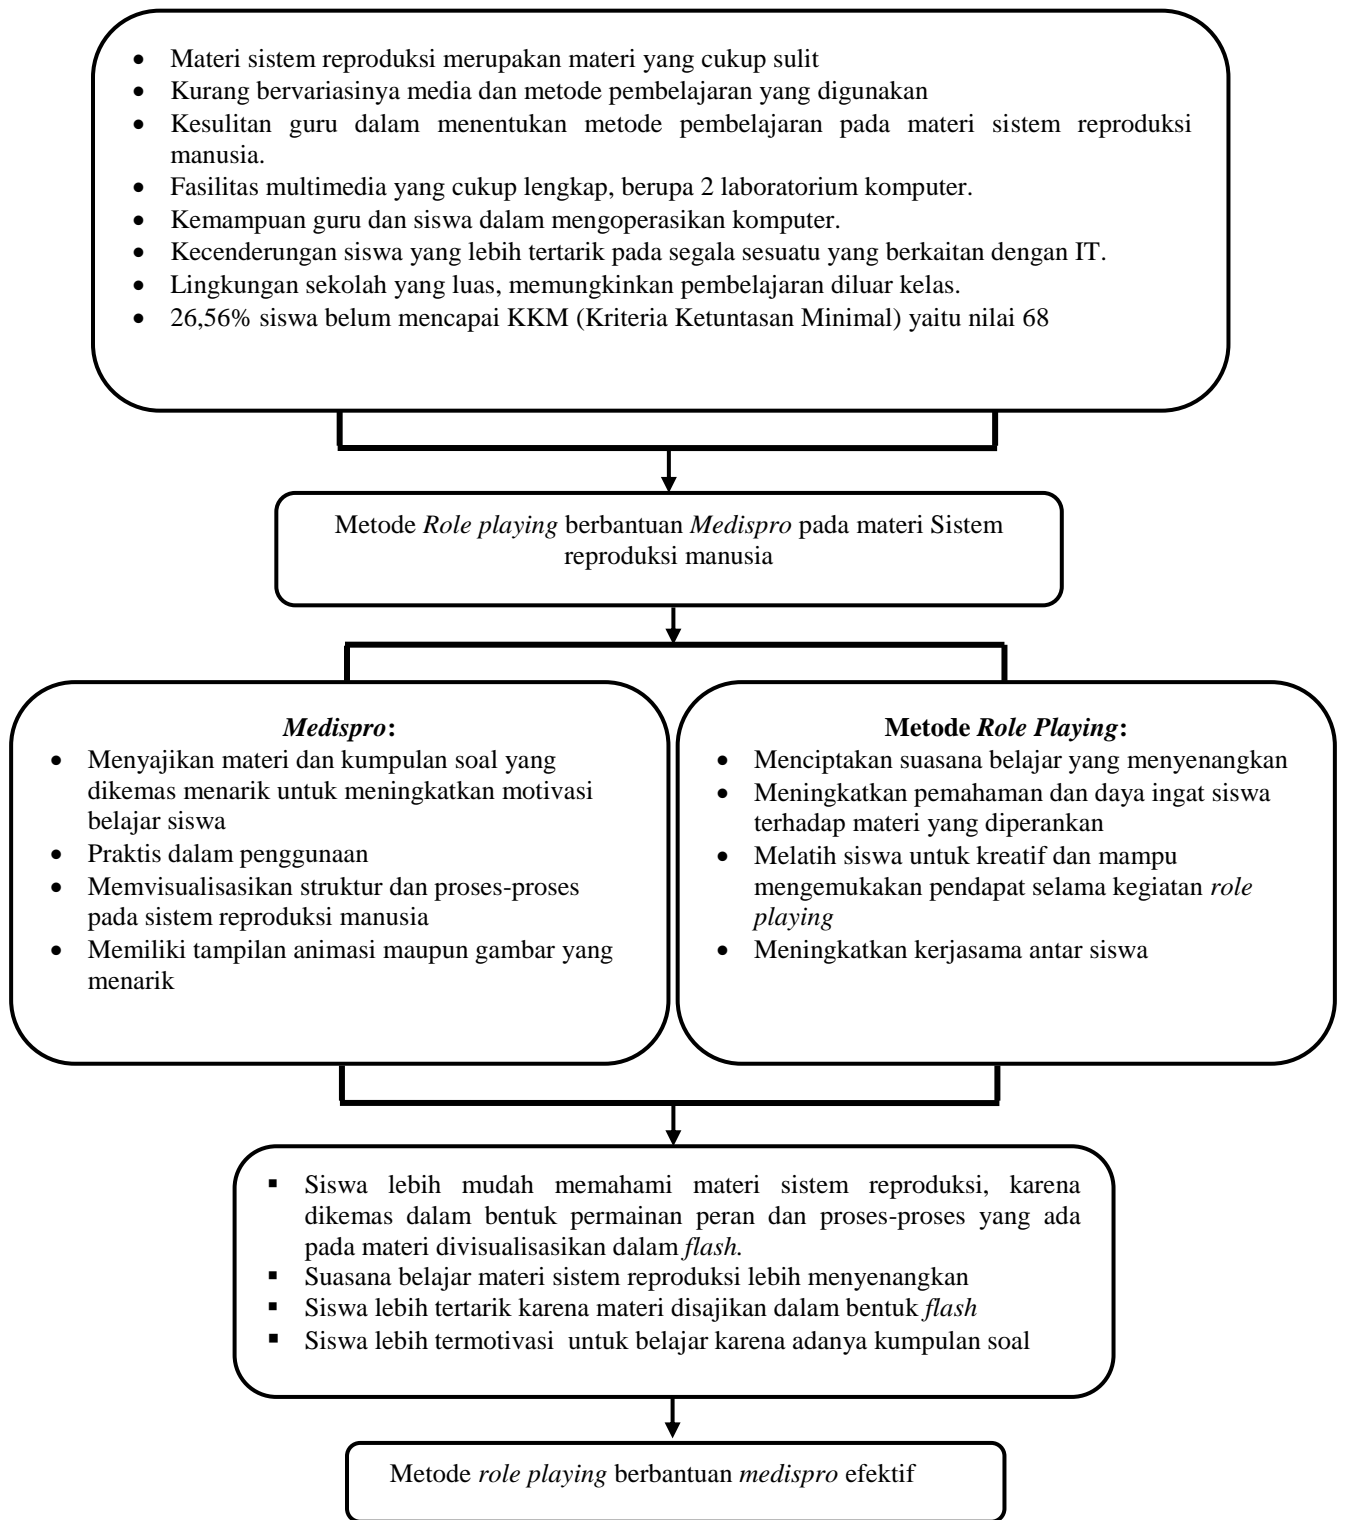 • Materi sistem reproduksi merupakan materi yang cukup sulit
• Kurang bervariasinya media dan metode pembelajaran yang digunakan
• Kesulitan guru dalam menentukan metode pembelajaran pada materi sistem reproduksi
manusia.
• Fasilitas multimedia yang cukup lengkap, berupa 2 laboratorium komputer.
• Kemampuan guru dan siswa dalam mengoperasikan komputer.
• Kecenderungan siswa yang lebih tertarik pada segala sesuatu yang berkaitan dengan IT.
• Lingkungan sekolah yang luas, memungkinkan pembelajaran diluar kelas.
• 26,56% siswa belum mencapai KKM (Kriteria Ketuntasan Minimal) yaitu nilai 68
Metode Role playing berbantuan Medispro pada materi Sistem
reproduksi manusia
Medispro:
• Menyajikan materi dan kumpulan soal yang
dikemas menarik untuk meningkatkan motivasi
belajar siswa
• Praktis dalam penggunaan
• Memvisualisasikan struktur dan proses-proses
pada sistem reproduksi manusia
• Memiliki tampilan animasi maupun gambar yang
menarik
Metode Role Playing:
• Menciptakan suasana belajar yang menyenangkan
• Meningkatkan pemahaman dan daya ingat siswa
terhadap materi yang diperankan
• Melatih siswa untuk kreatif dan mampu
mengemukakan pendapat selama kegiatan role
playing
• Meningkatkan kerjasama antar siswa
▪ Siswa lebih mudah memahami materi sistem reproduksi, karena
dikemas dalam bentuk permainan peran dan proses-proses yang ada
pada materi divisualisasikan dalam flash.
▪ Suasana belajar materi sistem reproduksi lebih menyenangkan
▪ Siswa lebih tertarik karena materi disajikan dalam bentuk flash
▪ Siswa lebih termotivasi untuk belajar karena adanya kumpulan soal
Metode role playing berbantuan medispro efektif